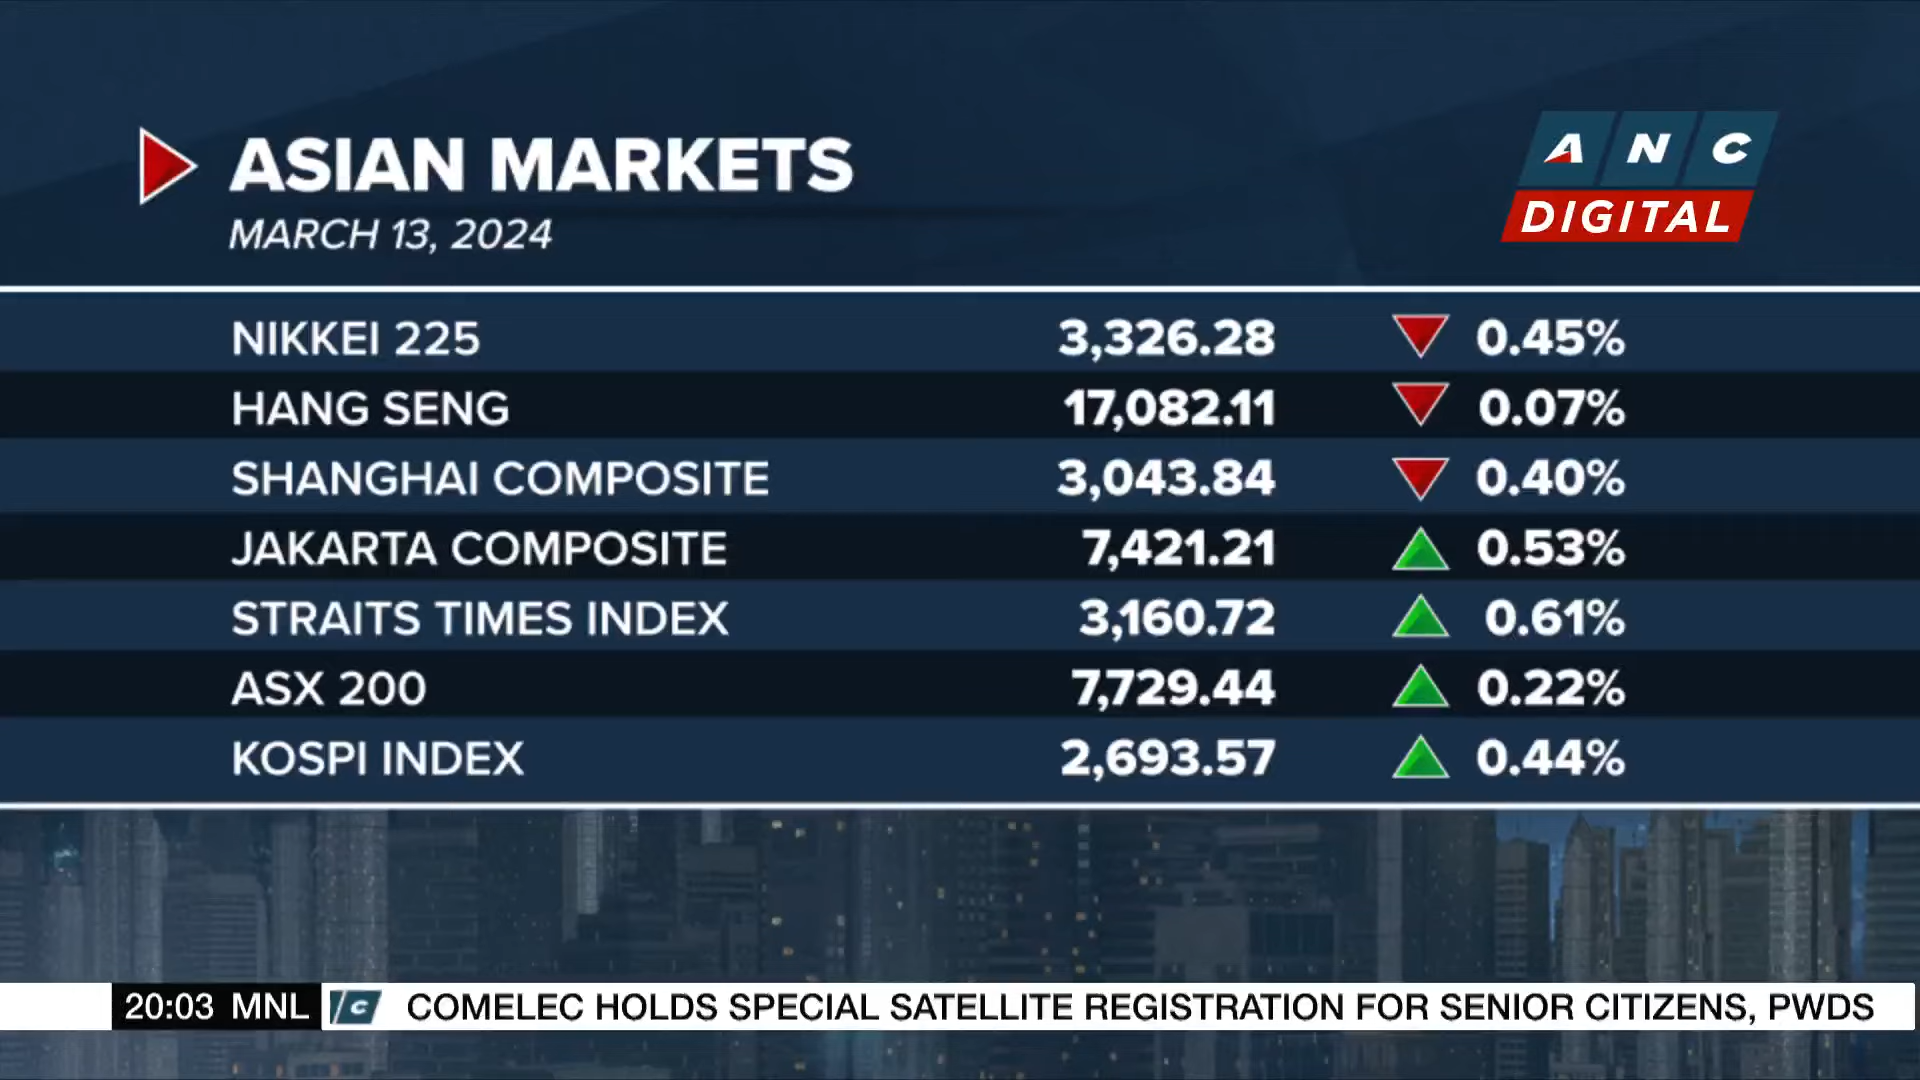 ASIAN MARKETS
MARCH 13, 2024
ANC
DIGITAL
NIKKEI 225 3,326.28 0.45%
HANG SENG 17,082.11 0.07%
SHANGHAI COMPOSITE 3,043.84 0.40%
JAKARTA COMPOSITE 7,421.21 0.53%
STRAITS TIMES INDEX 3,160.72 0.61%
ASX 200 7,729.44 0.22%
KOSPI INDEX 2,693.57 0.44%
20:03 MNL C COMELEC HOLDS SPECIAL SATELLITE REGISTRATION FOR SENIOR CITIZENS, PWDS